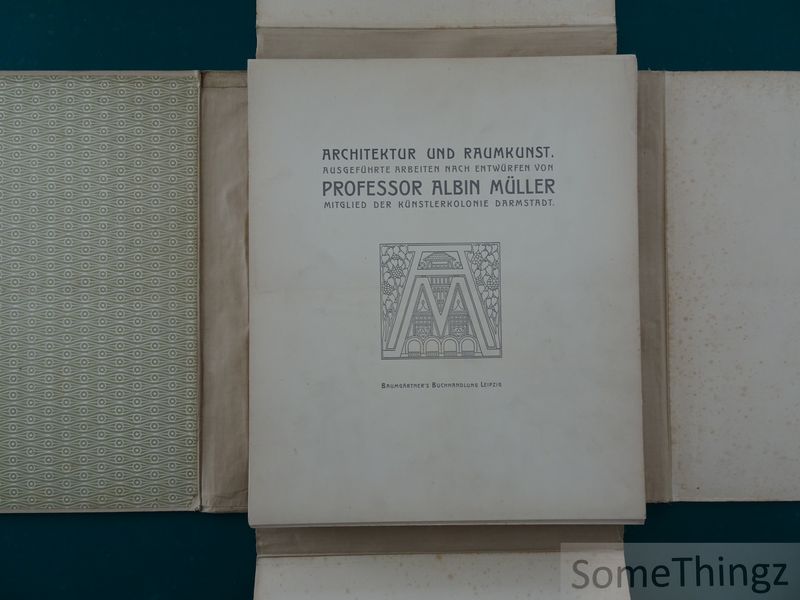 ARCHITEKTUR UND RAUMKUNST.
AUSGEFÜHRTE ARBEITEN NACH ENTWÜRFEN VON
PROFESSOR ALBIN MÜLLER
MITGLIED DER KÜNSTLERKOLONIE DARMSTADT.
AM
BAUMGÄRTNER'S BUCHHANDLUNG LEIPZIG
SomeThingz